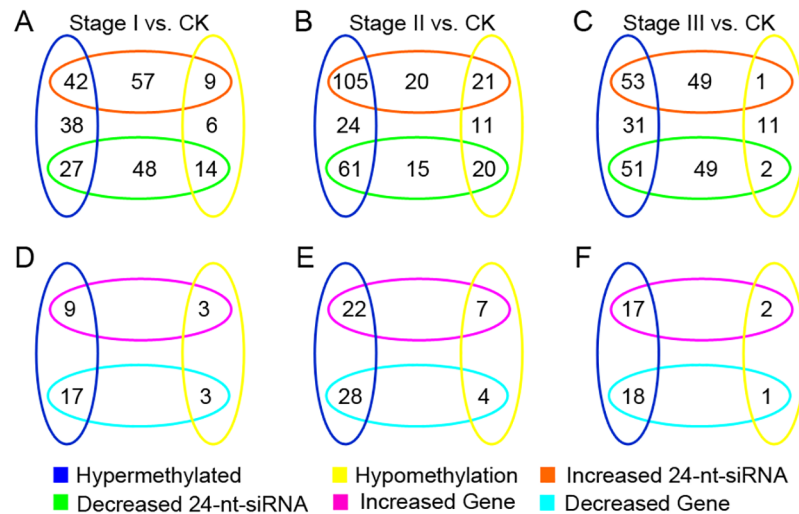 A Stage I vs. CK B Stage II vs. CK C Stage III vs. CK
42 57 9 105 20 21 53 49 1
38 6 24 11 31 11
27 48 14 61 15 20 51 49 2
D E F
9 3 22 7 17 2
17 3 28 4 18 1
Hypermethylated Hypomethylation Increased 24-nt-siRNA
Decreased 24-nt-siRNA Increased Gene Decreased Gene